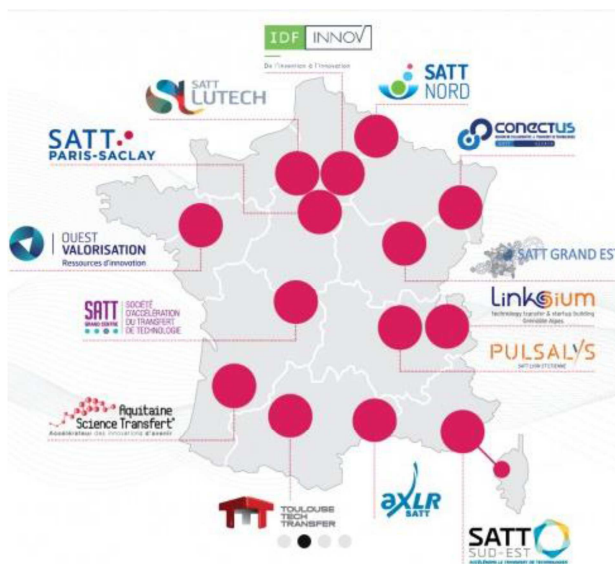 IDF INNOV
De l'invention à l'innovation
SATT
LUTECH
SATT
NORD
SATT
PARIS-SACLAY
conectus
OUEST
VALORISATION
Ressources d'innovation
SATT GRAND EST
SATT
GRAND CENTRE
SOCIÉTÉ
D'ACCÉLÉRATION
DU TRANSFERT
DE TECHNOLOGIE
Linksium
Technology transfer & startup building
Grenoble Alpes
PULSALYS
SATT LYON ST ETIENNE
Aquitaine
Science Transfert
Accélérateur des innovations d'avenir
TOULOUSE
TECH
TRANSFER
aXLR
SATT
SATT
SUD-EST